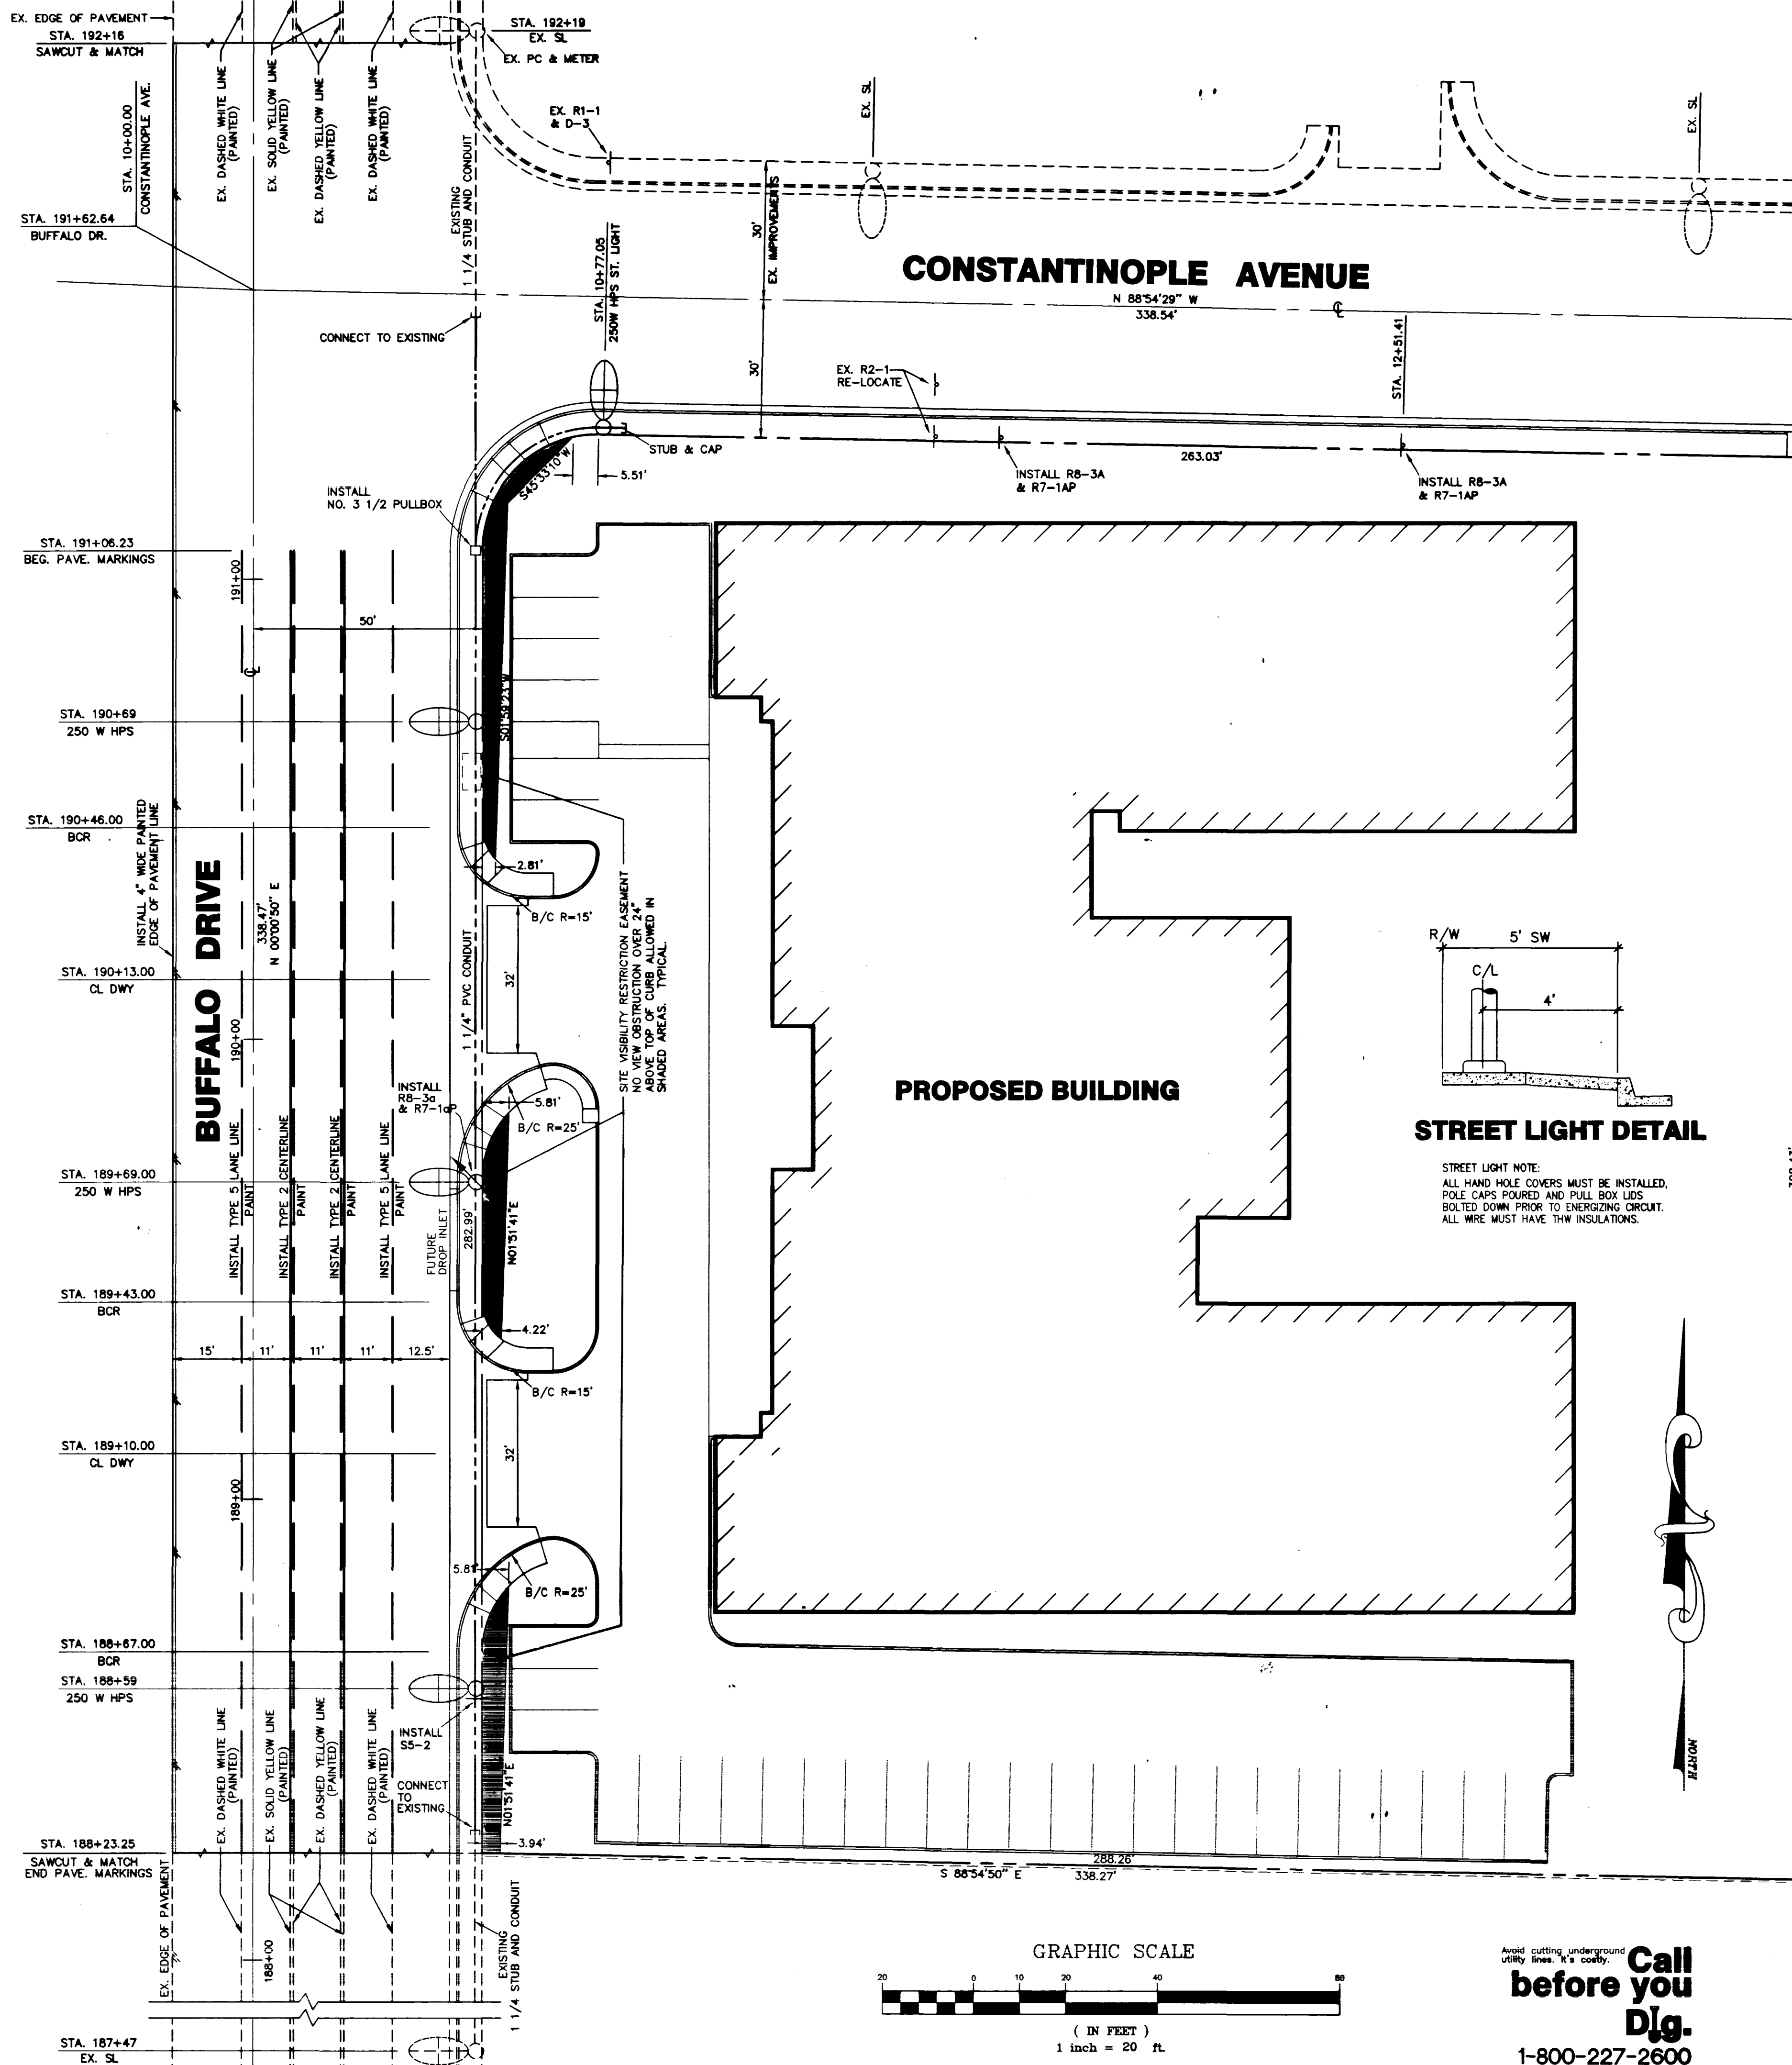 EX. EDGE OF PAVEMENT
STA. 192+16
SAWCUT & MATCH
STA. 10+00.00
CONSTANTINOPLE AVE.
STA. 191+62.64
BUFFALO DR.
EX. DASHED WHITE LINE
(PAINTED)
EX. SOLID YELLOW LINE
(PAINTED)
EX. DASHED YELLOW LINE
(PAINTED)
EX. DASHED WHITE LINE
(PAINTED)
EXISTING
1 1/4 STUB AND CONDUIT
STA. 192+19
EX. SL
EX. PC & METER
EX. R1-1
& D-3
EX. SL
EX. SL
30'
EX. IMPROVEMENTS
30'
STA. 10+77.05
250W HPS ST. LIGHT
CONSTANTINOPLE AVENUE
N 88°54'29" W
338.54'
CONNECT TO EXISTING
EX. R2-1
RE-LOCATE
STA. 12+51.41
STUB & CAP
S45°33'10"W
5.51'
263.03'
INSTALL R8-3A
& R7-1AP
INSTALL R8-3A
& R7-1AP
INSTALL
NO. 3 1/2 PULLBOX
STA. 191+06.23
BEG. PAVE. MARKINGS
191+00
50'
S01°59'23"W
STA. 190+69
250 W HPS
STA. 190+46.00
BCR
INSTALL 4" WIDE PAINTED
EDGE OF PAVEMENT LINE
BUFFALO DRIVE
338.47'
N 00°00'50" E
2.81'
B/C R=15'
32'
STA. 190+13.00
CL DWY
190+00
1 1/4" PVC CONDUIT
SITE VISIBILITY RESTRICTION EASEMENT
NO VIEW OBSTRUCTION OVER 24"
ABOVE TOP OF CURB ALLOWED IN
SHADED AREAS. TYPICAL.
INSTALL
R8-3a
& R7-1aP
5.81'
B/C R=25'
PROPOSED BUILDING
R/W
5' SW
C/L
4'
STREET LIGHT DETAIL
STREET LIGHT NOTE:
ALL HAND HOLE COVERS MUST BE INSTALLED,
POLE CAPS POURED AND PULL BOX LIDS
BOLTED DOWN PRIOR TO ENERGIZING CIRCUIT.
ALL WIRE MUST HAVE THW INSULATIONS.
STA. 189+69.00
250 W HPS
INSTALL TYPE 5 LANE LINE
PAINT
INSTALL TYPE 2 CENTERLINE
PAINT
INSTALL TYPE 2 CENTERLINE
PAINT
INSTALL TYPE 5 LANE LINE
PAINT
FUTURE
DROP INLET
282.99'
N01°51'41"E
STA. 189+43.00
BCR
4.22'
15'
11'
11'
11'
12.5'
B/C R=15'
32'
STA. 189+10.00
CL DWY
189+00
5.81'
B/C R=25'
STA. 188+67.00
BCR
STA. 188+59
250 W HPS
INSTALL
S5-2
CONNECT
TO
EXISTING
N01°51'41"E
3.94'
EX. DASHED WHITE LINE
(PAINTED)
EX. SOLID YELLOW LINE
(PAINTED)
EX. DASHED YELLOW LINE
(PAINTED)
EX. DASHED WHITE LINE
(PAINTED)
STA. 188+23.25
SAWCUT & MATCH
END PAVE. MARKINGS
EX. EDGE OF PAVEMENT
188+00
EXISTING
1 1/4 STUB AND CONDUIT
288.26'
S 88°54'50" E
338.27'
NORTH
STA. 187+47
EX. SL
GRAPHIC SCALE
20 0 10 20 40 80
( IN FEET )
1 inch = 20 ft.
Avoid cutting underground
utility lines. It's costly.
Call
before you
Dig.
1-800-227-2600